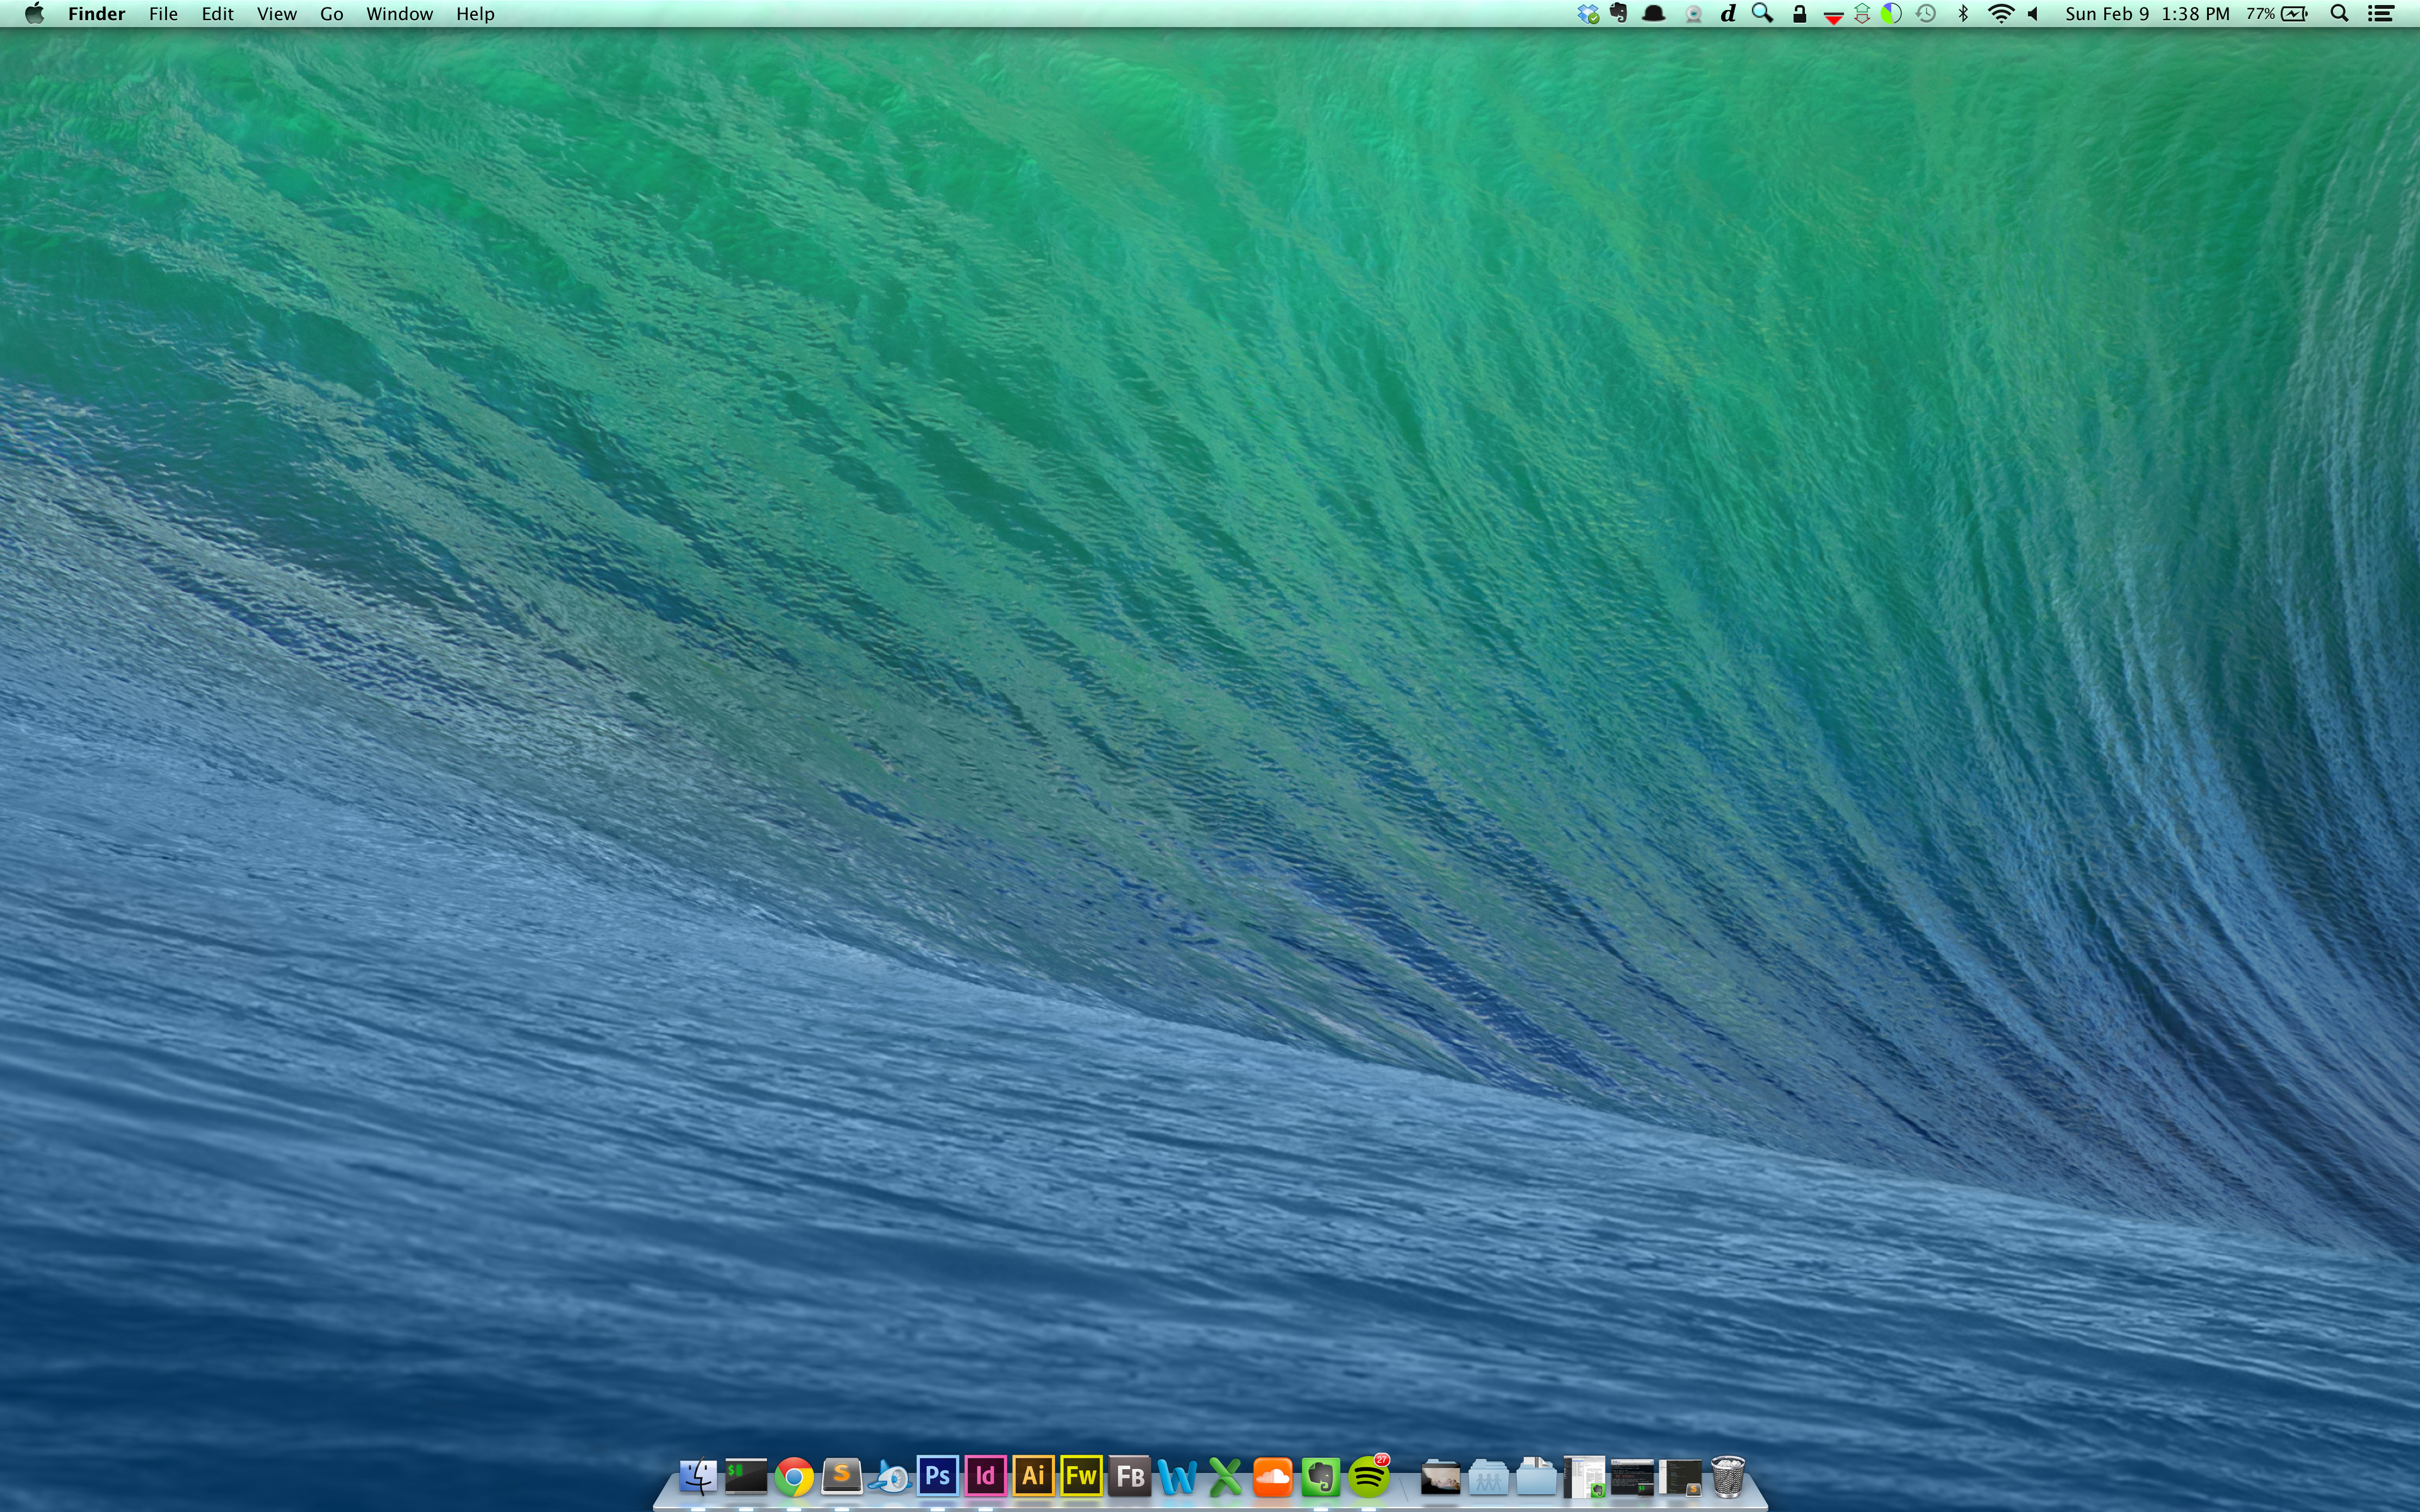 Finder File Edit View Go Window Help d Sun Feb 9 1:38 PM 77%
$ S Ps Id Ai Fw FB W X 27